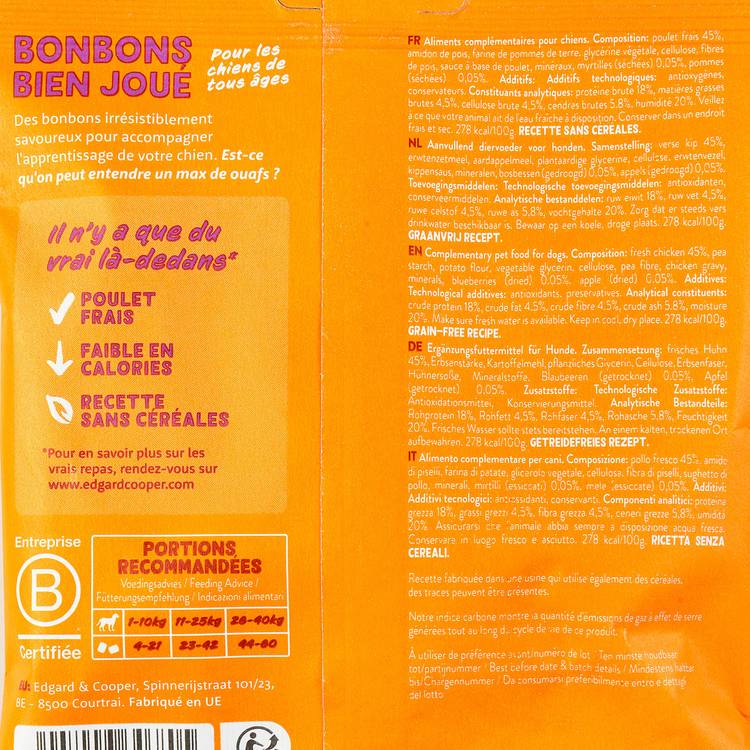 BONBONS
BIEN JOUÉ
Pour les
chiens de
tous âges
Des bonbons irrésistiblement
savoureux pour accompagner
l'apprentissage de votre chien. Est-ce
qu'on peut entendre un max de ouafs ?
Il n'y a que du
vrai là-dedans*
POULET
FRAIS
FAIBLE EN
CALORIES
RECETTE
SANS CÉRÉALES
*Pour en savoir plus sur les
vrais repas, rendez-vous sur
www.edgardcooper.com
Entreprise
B
Certifiée
PORTIONS
RECOMMANDÉES
Voedingsadvies / Feeding Advice /
Fütterungsempfehlung / Indicazioni alimentari
1-10kg 11-25kg 26-40kg
4-21 23-42 44-60
EU: Edgard & Cooper, Spinnerijstraat 101/23,
BE - 8500 Courtrai. Fabriqué en UE
FR Aliments complémentaires pour chiens. Composition: poulet frais 45%,
amidon de pois, farine de pommes de terre, glycérine végétale, cellulose, fibres
de pois, sauce à base de poulet, minéraux, myrtilles (séchées) 0,05%, pommes
(séchées) 0,05%. Additifs: Additifs technologiques: antioxygènes,
conservateurs. Constituants analytiques: protéine brute 18%, matières grasses
brutes 4,5%, cellulose brute 4,5%, cendres brutes 5,8%, humidité 20%. Veillez
à ce que votre animal ait de l'eau fraîche à disposition. Conserver dans un endroit
frais et sec. 278 kcal/100g. RECETTE SANS CÉRÉALES.
NL Aanvullend diervoeder voor honden. Samenstelling: verse kip 45%,
erwtenzetmeel, aardappelmeel, plantaardige glycerine, cellulose, erwtenvezel,
kippensaus, mineralen, bosbessen (gedroogd) 0,05%, appels (gedroogd) 0,05%.
Toevoegingsmiddelen: Technologische toevoegingsmiddelen: antioxidanten,
conserveermiddelen. Analytische bestanddelen: ruw eiwit 18%, ruw vet 4,5%,
ruwe celstof 4,5%, ruwe as 5,8%, vochtgehalte 20%. Zorg dat er steeds vers
drinkwater beschikbaar is. Bewaar op een koele, droge plaats. 278 kcal/100g.
GRAANVRIJ RECEPT.
EN Complementary pet food for dogs. Composition: fresh chicken 45%, pea
starch, potato flour, vegetable glycerin, cellulose, pea fibre, chicken gravy,
minerals, blueberries (dried) 0.05%, apple (dried) 0.05%. Additives:
Technological additives: antioxidants, preservatives. Analytical constituents:
crude protein 18%, crude fat 4.5%, crude fibre 4.5%, crude ash 5.8%, moisture
20%. Make sure fresh water is available. Keep in cool, dry place. 278 kcal/100g.
GRAIN-FREE RECIPE.
DE Ergänzungsfuttermittel für Hunde. Zusammensetzung: frisches Huhn
45%, Erbsenstärke, Kartoffelmehl, pflanzliches Glycerin, Cellulose, Erbsenfaser,
Hühnersoße, Mineralstoffe, Blaubeeren (getrocknet) 0,05%, Apfel
(getrocknet) 0,05%. Zusatzstoffe: Technologische Zusatzstoffe:
Antioxidationsmittel, Konservierungsmittel. Analytische Bestandteile:
Rohprotein 18%, Rohfett 4,5%, Rohfaser 4,5%, Rohasche 5,8%, Feuchtigkeit
20%. Frisches Wasser sollte stets bereitstehen. An einem kalten, trockenen Ort
aufbewahren. 278 kcal/100g. GETREIDEFREIES REZEPT.
IT Alimento complementare per cani. Composizione: pollo fresco 45%, amido
di piselli, farina di patate, glicerolo vegetale, cellulosa, fibra di piselli, sughetto di
pollo, minerali, mirtilli (essiccati) 0,05%, mele (essiccate) 0,05%. Additivi:
Additivi tecnologici: antiossidanti, conservanti. Componenti analitici: proteina
grezza 18%, grassi grezzi 4,5%, fibra grezza 4,5%, ceneri grezze 5,8%, umidità
20%. Assicurarsi che l'animale abbia sempre a disposizione acqua fresca.
Conservare in luogo fresco e asciutto. 278 kcal/100g. RICETTA SENZA
CEREALI.
Recette fabriquée dans une usine qui utilise également des céréales,
des traces peuvent être présentes.
Notre indice carbone montre la quantité d'émissions de gaz à effet de serre
générées tout au long du cycle de vie de ce produit.
À utiliser de préférence avant/numéro de lot / Ten minste houdbaar
tot/partijnummer / Best before date & batch details / Mindestens haltbar
bis/Chargennummer / Da consumarsi preferibilmente entro e dettagli
del lotto